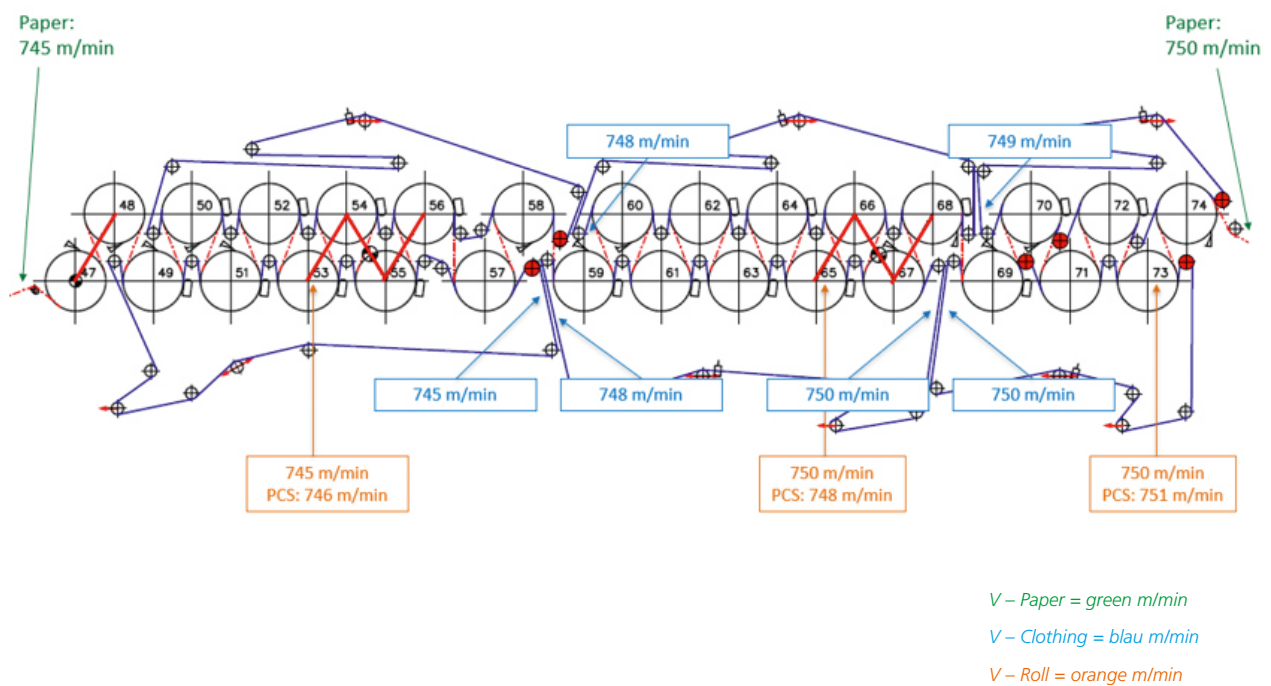 Paper:
745 m/min
Paper:
750 m/min
748 m/min
749 m/min
48
50
52
54
56
58
60
62
64
66
68
70
72
74
47
49
51
53
55
57
59
61
63
65
67
69
71
73
745 m/min
748 m/min
750 m/min
750 m/min
745 m/min
PCS: 746 m/min
750 m/min
PCS: 748 m/min
750 m/min
PCS: 751 m/min
V – Paper = green m/min
V – Clothing = blau m/min
V – Roll = orange m/min